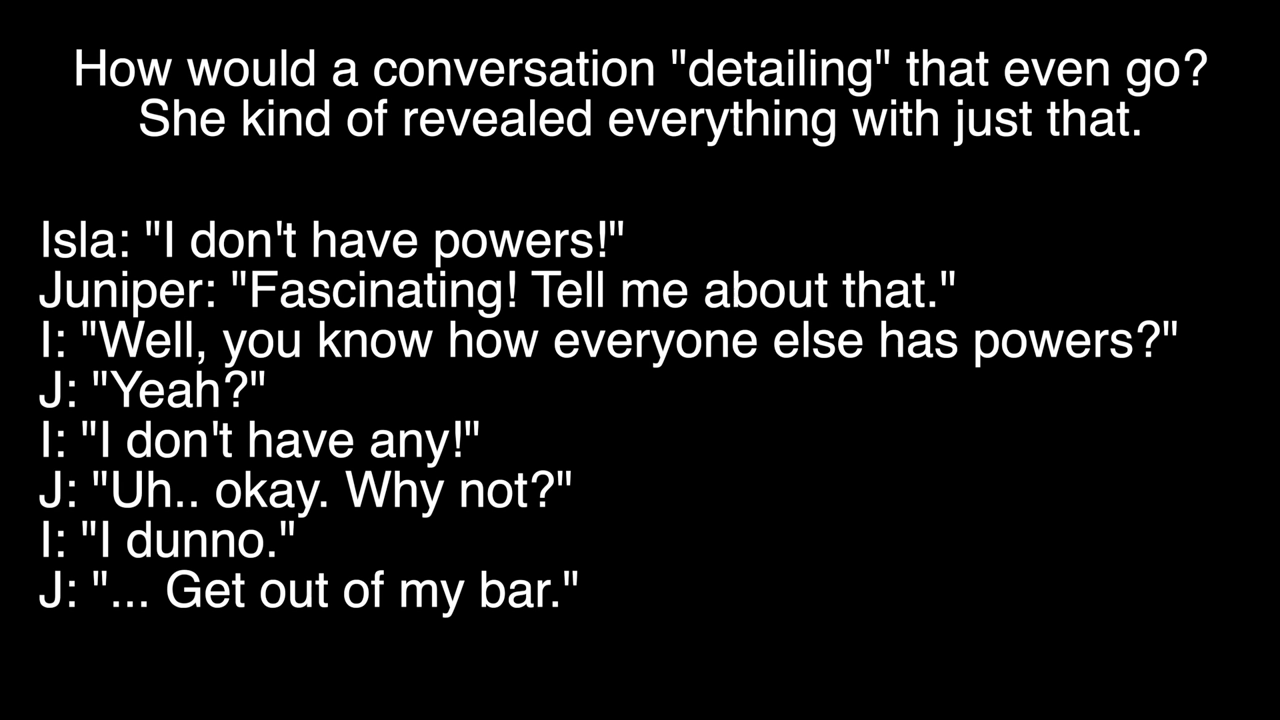 How would a conversation "detailing" that even go?
She kind of revealed everything with just that.
Isla: "I don't have powers!"
Juniper: "Fascinating! Tell me about that."
I: "Well, you know how everyone else has powers?"
J: "Yeah?"
I: "I don't have any!"
J: "Uh.. okay. Why not?"
I: "I dunno."
J: "... Get out of my bar."